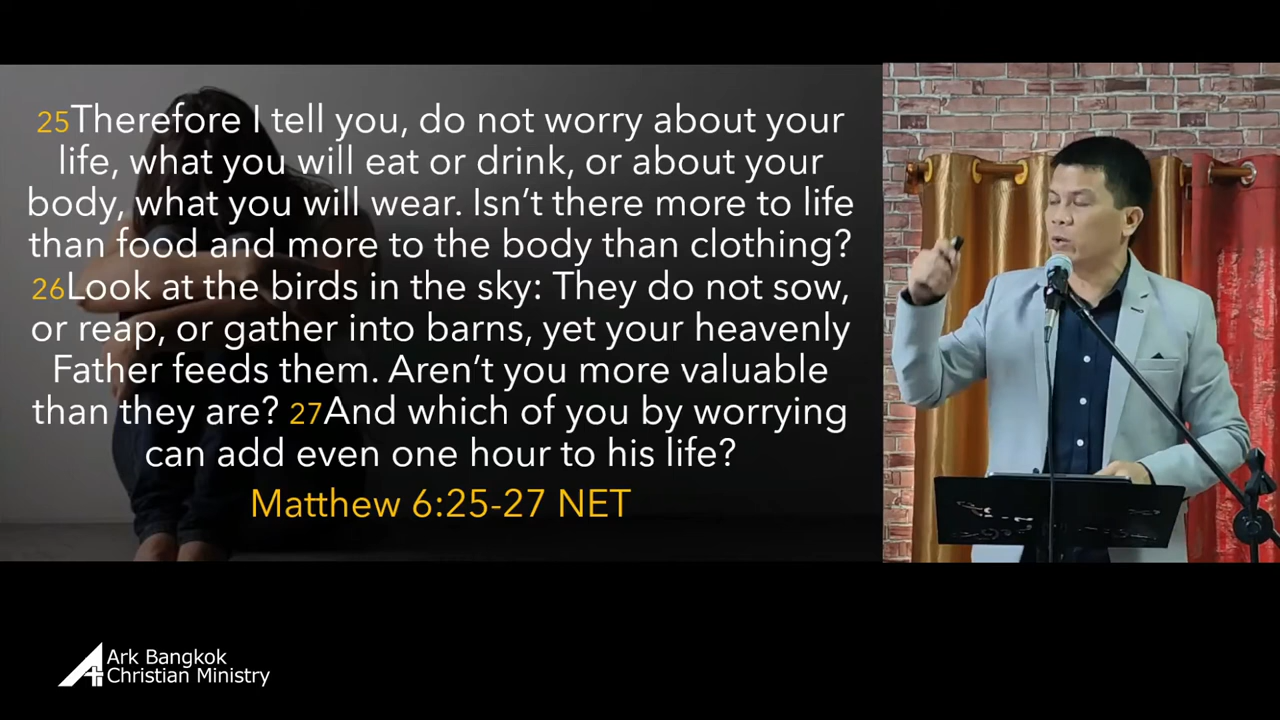 25Therefore I tell you, do not worry about your
life, what you will eat or drink, or about your
body, what you will wear. Isn't there more to life
than food and more to the body than clothing?
26Look at the birds in the sky: They do not sow,
or reap, or gather into barns, yet your heavenly
Father feeds them. Aren't you more valuable
than they are? 27And which of you by worrying
can add even one hour to his life?
Matthew 6:25-27 NET
Ark Bangkok
Christian Ministry